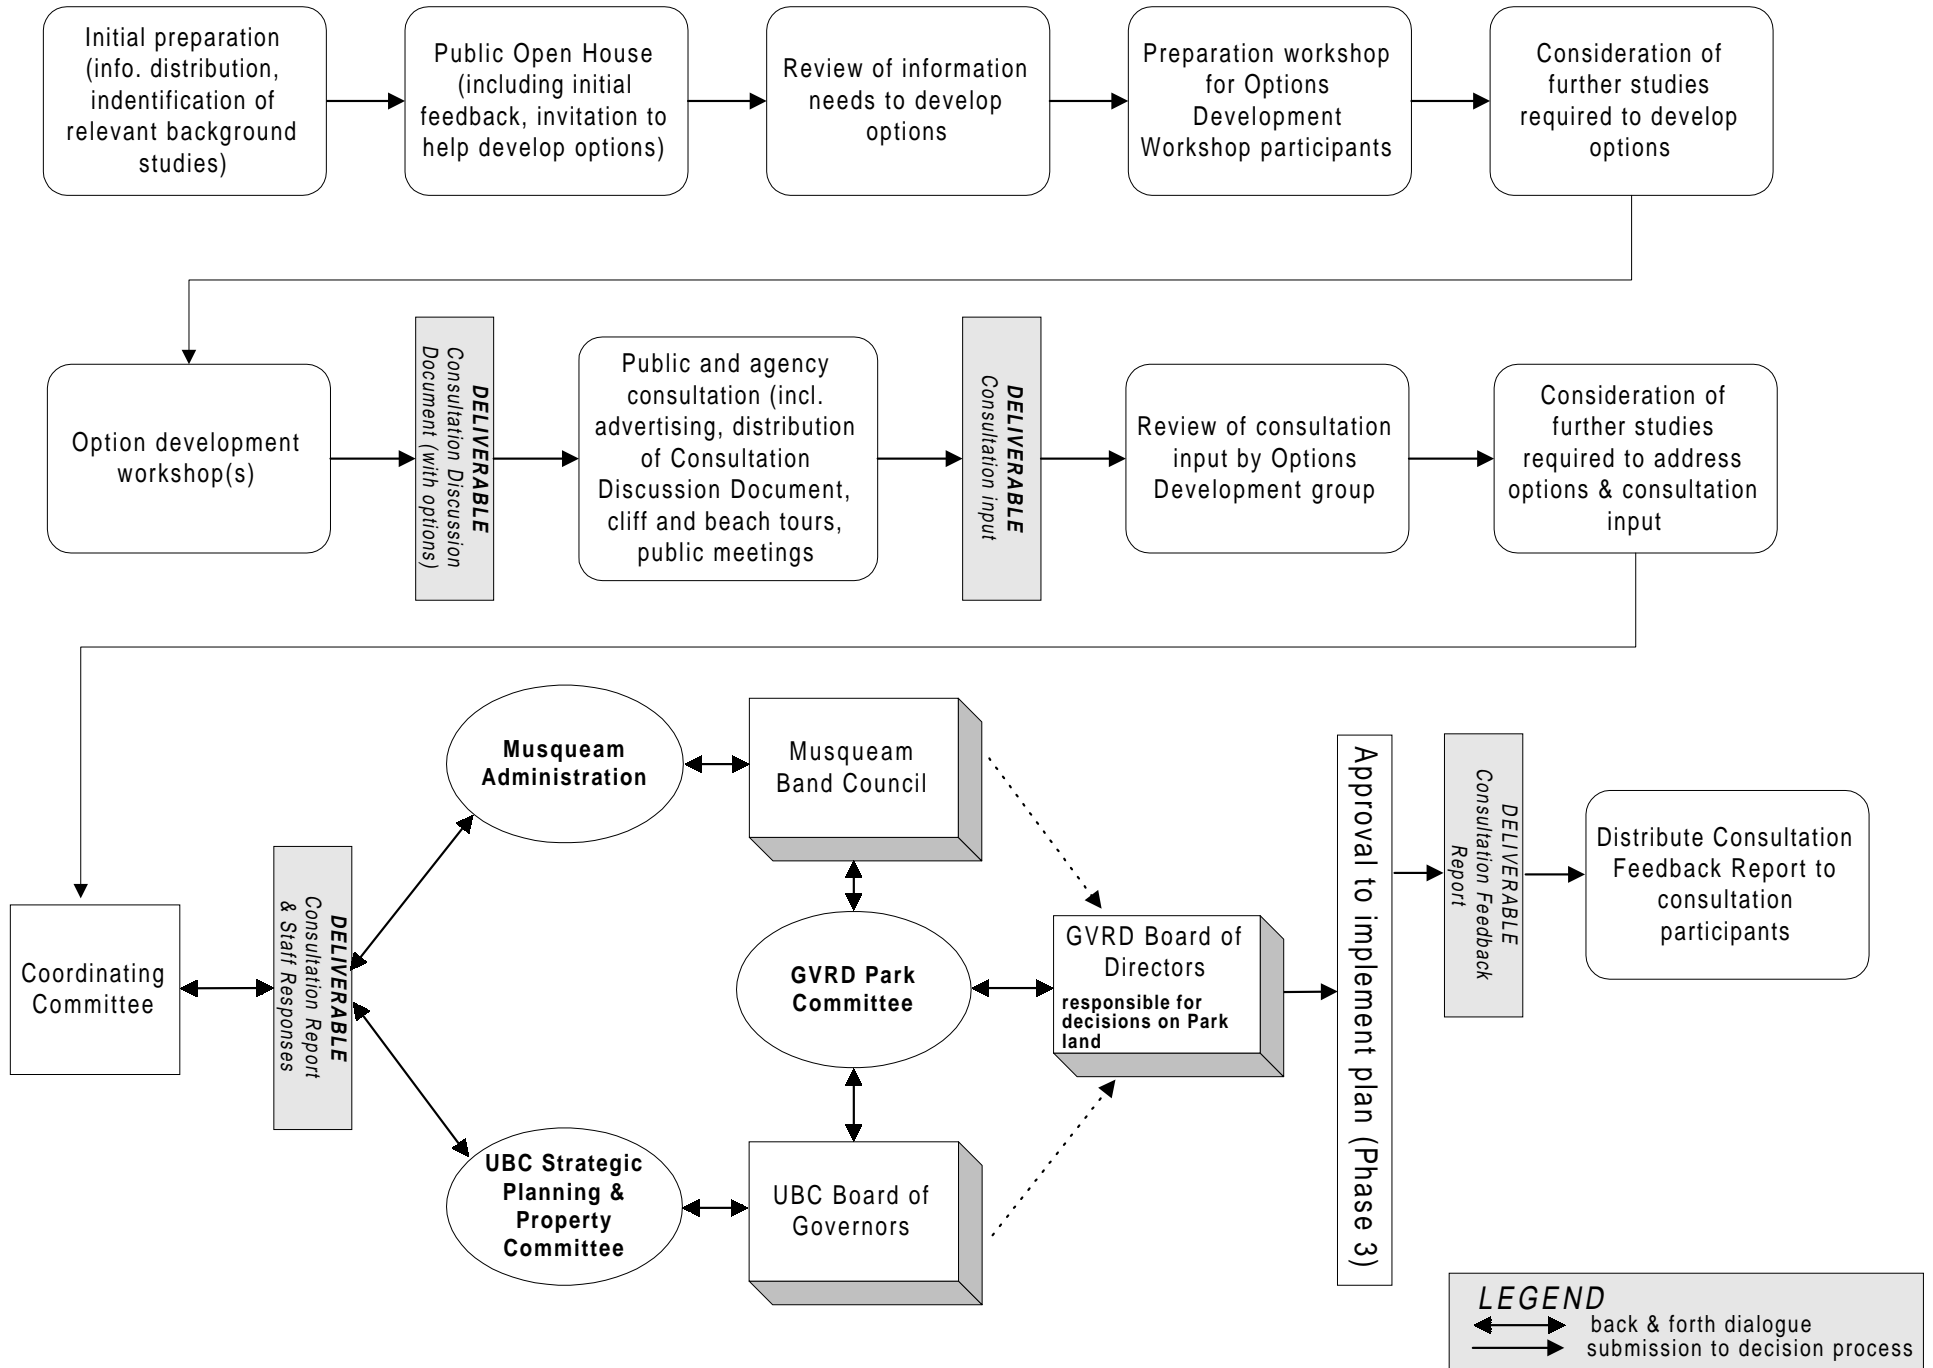 Initial preparation
(info. distribution,
indentification of
relevant background
studies)
Public Open House
(including initial
feedback, invitation to
help develop options)
Review of information
needs to develop
options
Preparation workshop
for Options
Development
Workshop participants
Consideration of
further studies
required to develop
options
Option development
workshop(s)
DELIVERABLE
Consultation Discussion
Document (with options)
Public and agency
consultation (incl.
advertising, distribution
of Consultation
Discussion Document,
cliff and beach tours,
public meetings
DELIVERABLE
Consultation input
Review of consultation
input by Options
Development group
Consideration of
further studies
required to address
options & consultation
input
Coordinating
Committee
DELIVERABLE
Consultation Report
& Staff Responses
Musqueam
Administration
Musqueam
Band Council
GVRD Park
Committee
UBC Strategic
Planning &
Property
Committee
UBC Board of
Governors
GVRD Board of
Directors
responsible for
decisions on Park
land
Approval to implement plan (Phase 3)
DELIVERABLE
Consultation Feedback
Report
Distribute Consultation
Feedback Report to
consultation
participants
LEGEND
back & forth dialogue
submission to decision process